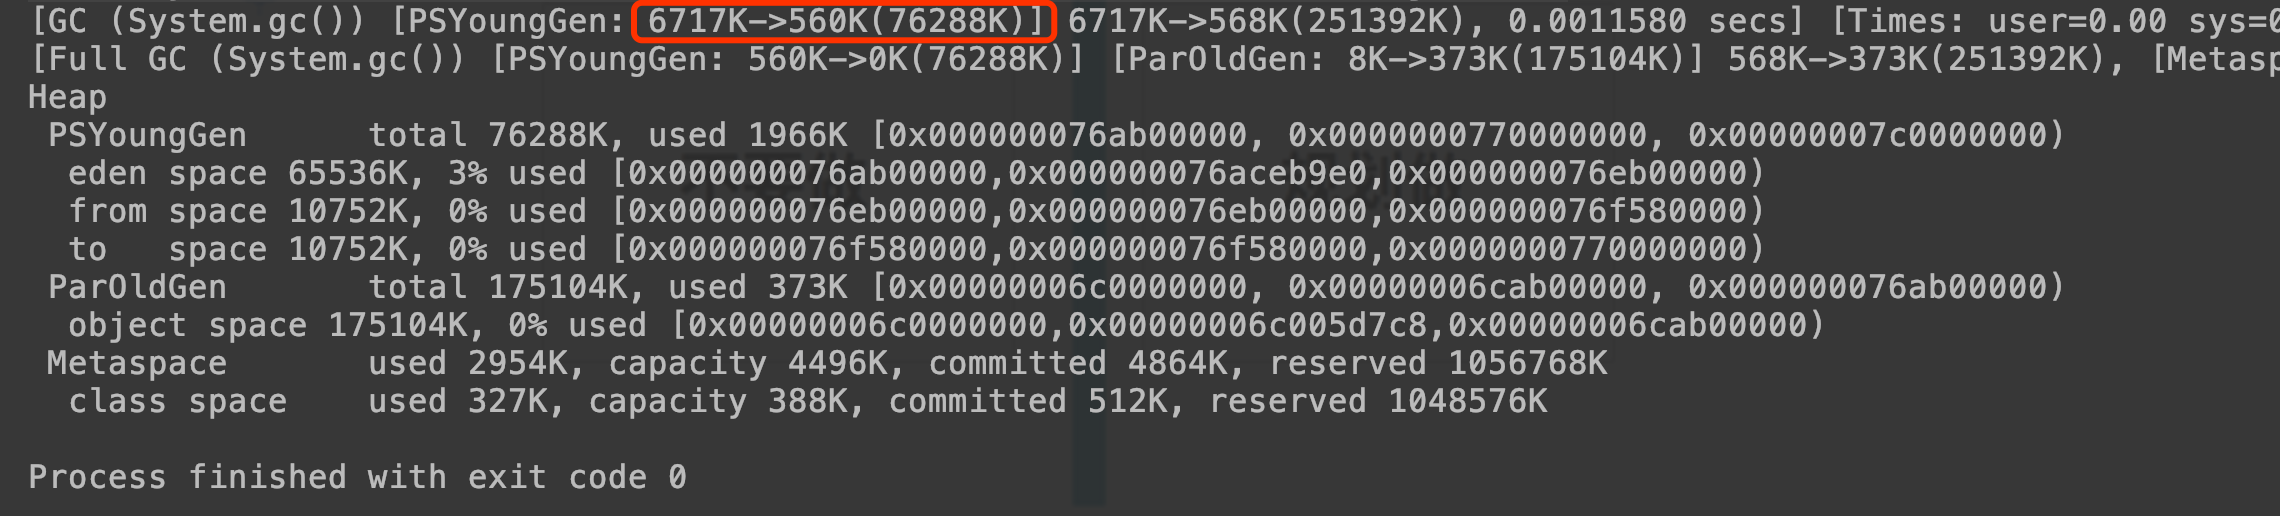 [GC (System.gc()) [PSYoungGen: 6717K->560K(76288K)] 6717K->568K(251392K), 0.0011580 secs] [Times: user=0.00 sys=0
[Full GC (System.gc()) [PSYoungGen: 560K->0K(76288K)] [ParOldGen: 8K->373K(175104K)] 568K->373K(251392K), [Metasp
Heap
PSYoungGen total 76288K, used 1966K [0x000000076ab00000, 0x0000000770000000, 0x00000007c0000000)
eden space 65536K, 3% used [0x000000076ab00000,0x000000076aceb9e0,0x000000076eb00000)
from space 10752K, 0% used [0x000000076eb00000,0x000000076eb00000,0x000000076f580000)
to space 10752K, 0% used [0x000000076f580000,0x000000076f580000,0x0000000770000000)
ParOldGen total 175104K, used 373K [0x00000006c0000000, 0x00000006cab00000, 0x000000076ab00000)
object space 175104K, 0% used [0x00000006c0000000,0x00000006c005d7c8,0x00000006cab00000)
Metaspace used 2954K, capacity 4496K, committed 4864K, reserved 1056768K
class space used 327K, capacity 388K, committed 512K, reserved 1048576K
Process finished with exit code 0